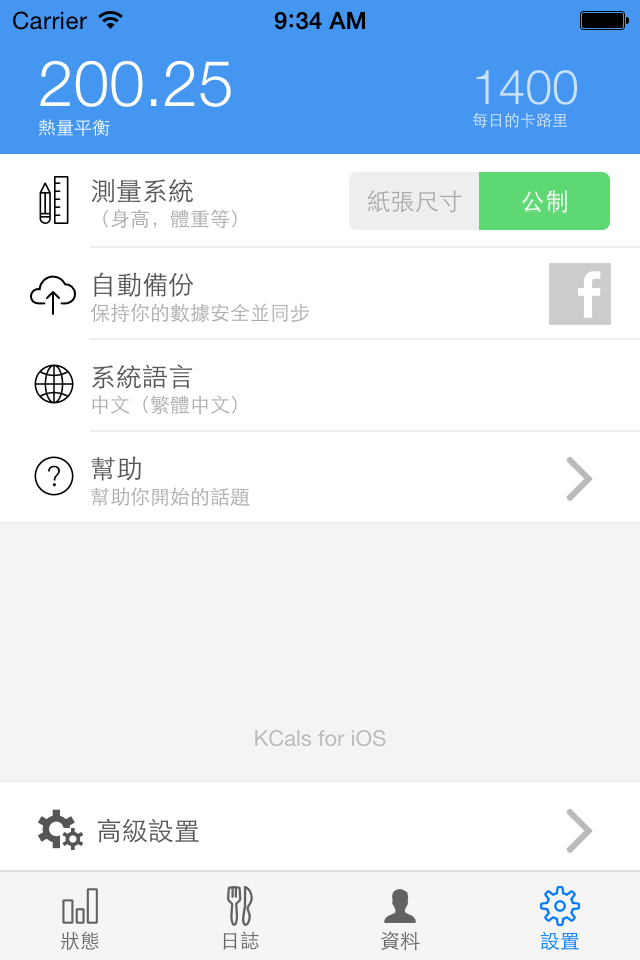 Carrier 9:34 AM
200.25 1400
熱量平衡 每日的卡路里
測量系統
（身高，體重等）
紙張尺寸 公制
自動備份
保持你的數據安全並同步
f
系統語言
中文（繁體中文）
?
幫助
幫助你開始的話題
KCals for iOS
高級設置
狀態 日誌 資料 設置